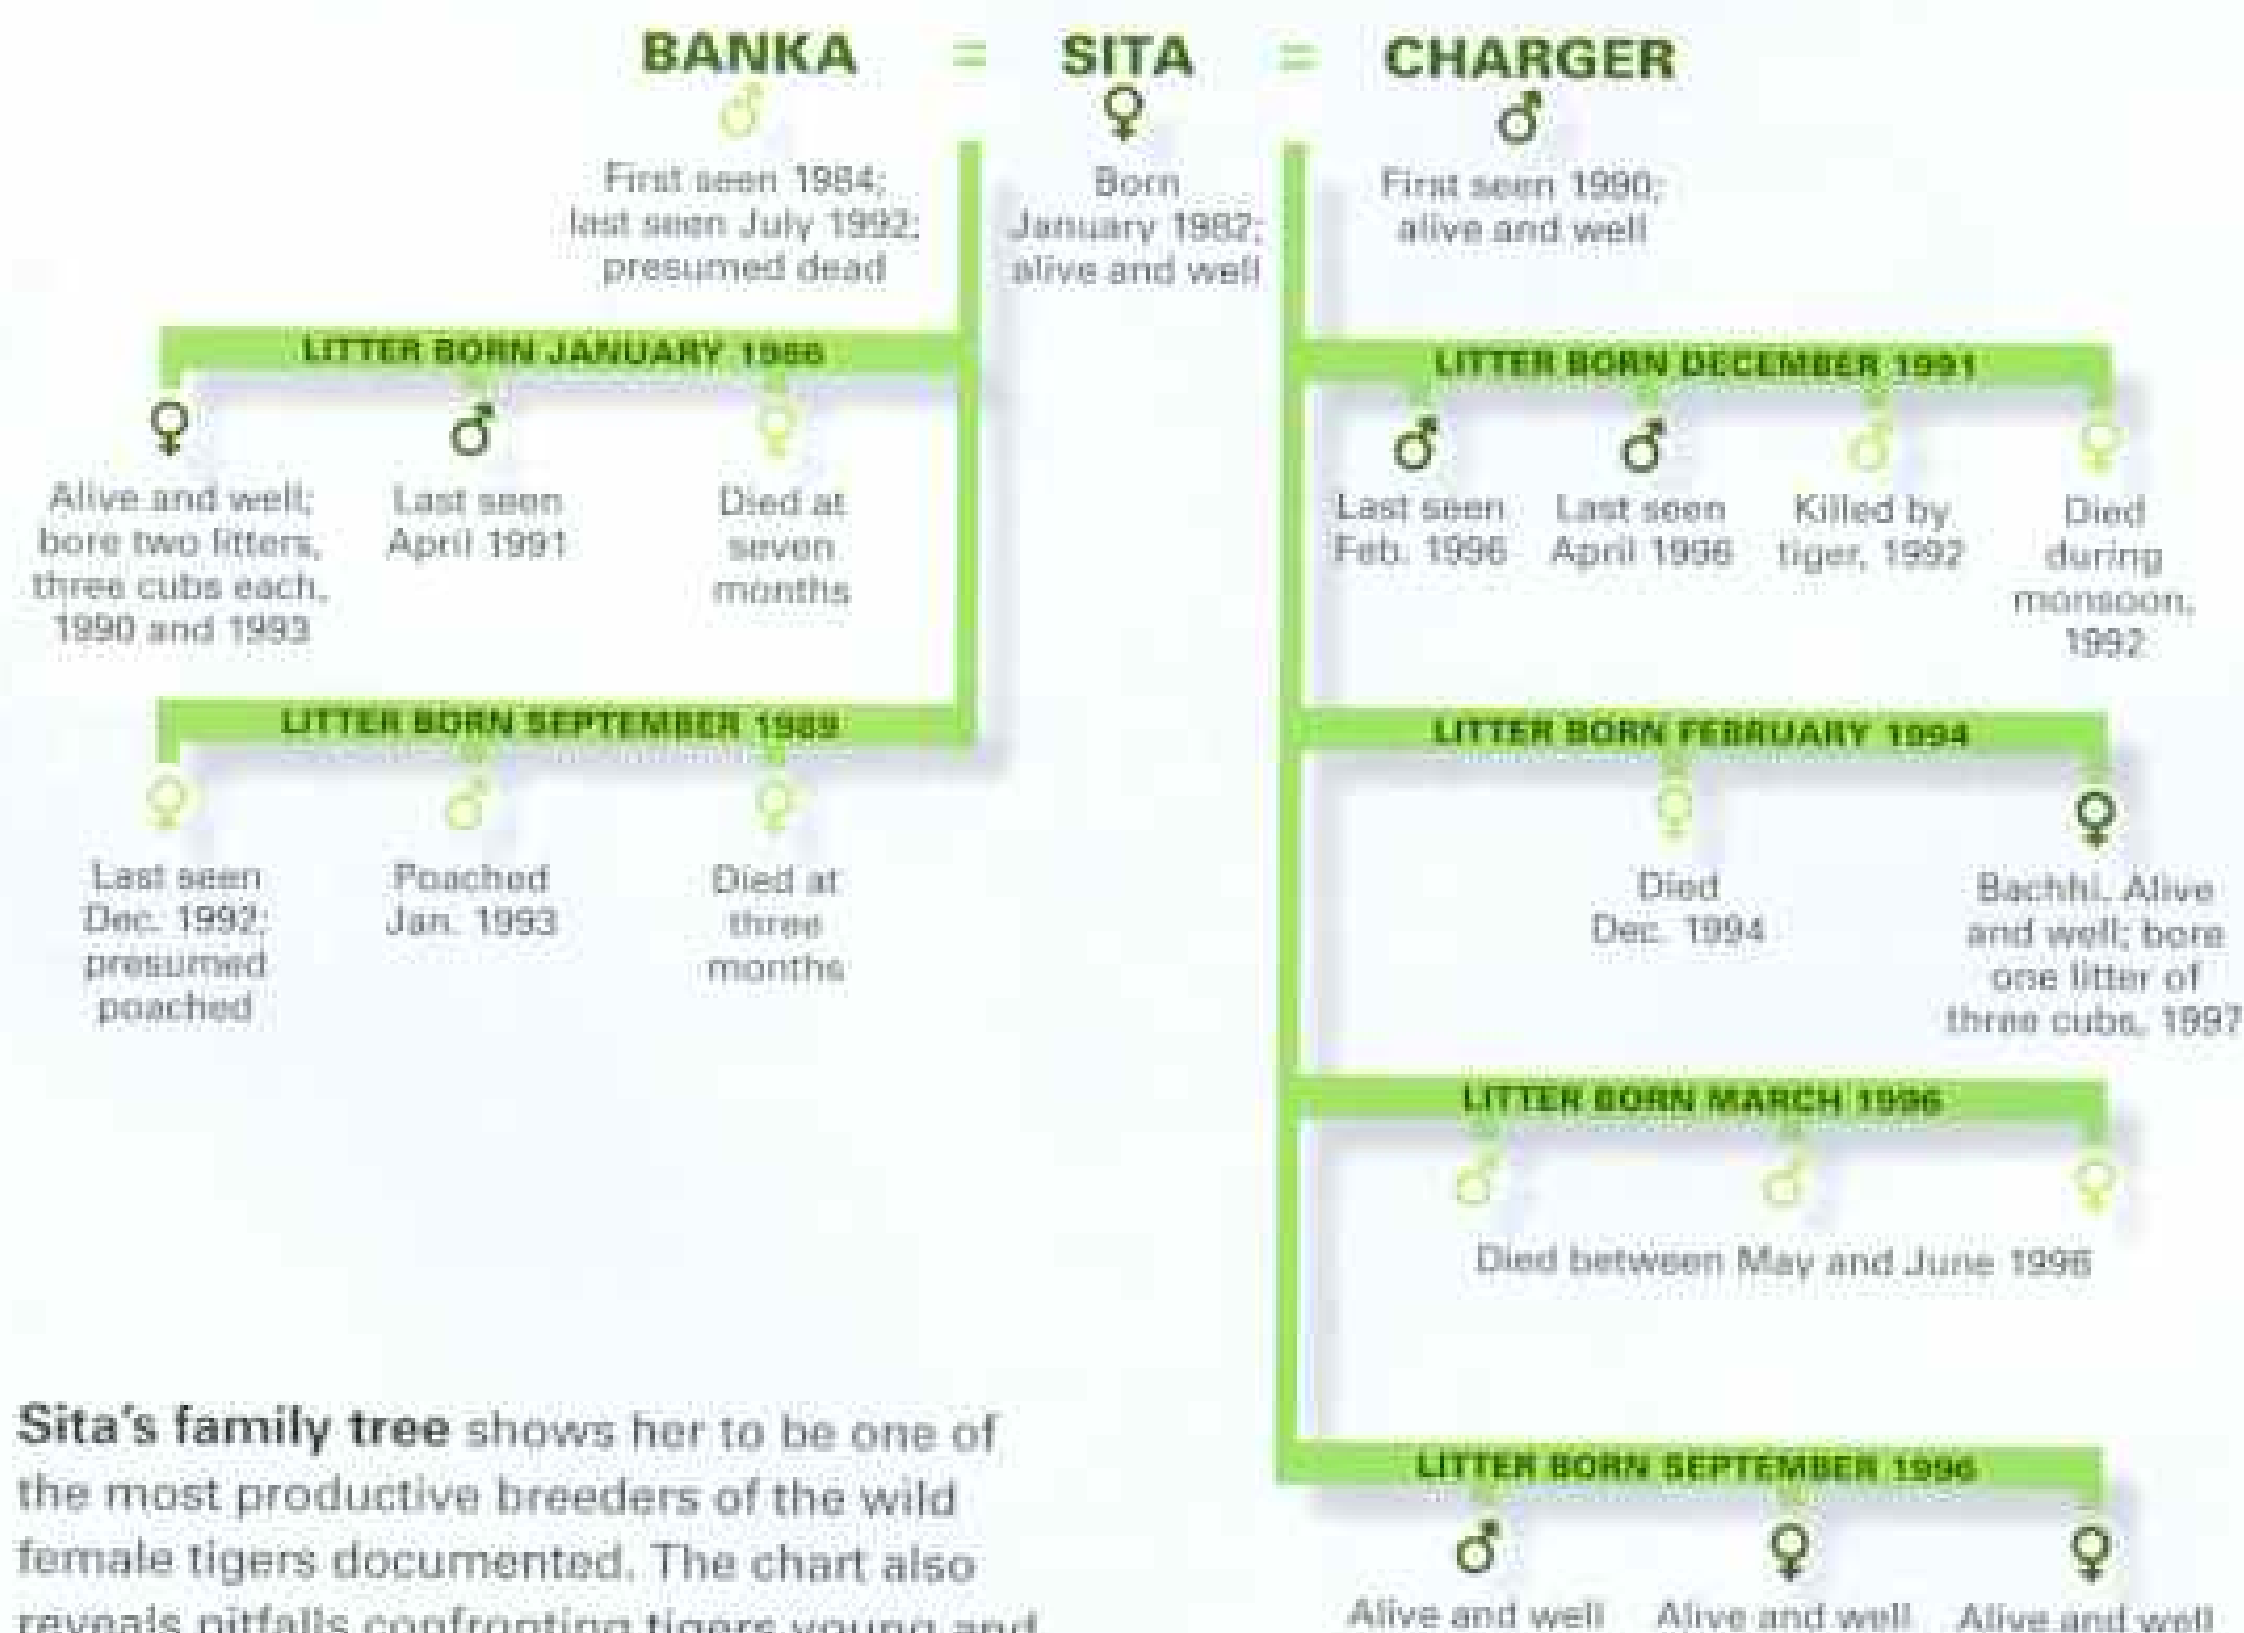 BANKA = SITA = CHARGER
♂ ♀ ♂
First seen 1984;
last seen July 1992;
presumed dead
Born
January 1982;
alive and well
First seen 1990;
alive and well
LITTER BORN JANUARY 1986
♀ ♂ ♀
Alive and well;
bore two litters,
three cubs each,
1990 and 1993
Last seen
April 1991
Died at
seven
months
LITTER BORN SEPTEMBER 1989
♀ ♂ ♀
Last seen
Dec. 1992;
presumed
poached
Poached
Jan. 1993
Died at
three
months
LITTER BORN DECEMBER 1991
♂ ♂ ♂ ♀
Last seen
Feb. 1996
Last seen
April 1996
Killed by
tiger, 1992
Died
during
monsoon,
1992
LITTER BORN FEBRUARY 1994
♀ ♀
Died
Dec. 1994
Bachhi. Alive
and well; bore
one litter of
three cubs, 1997
LITTER BORN MARCH 1996
♂ ♂ ♀
Died between May and June 1996
LITTER BORN SEPTEMBER 1996
♂ ♀ ♀
Alive and well
Alive and well
Alive and well
Sita's family tree shows her to be one of
the most productive breeders of the wild
female tigers documented. The chart also
reveals pitfalls confronting tigers young and